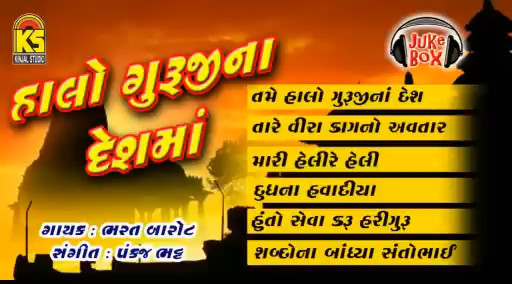 KS
KINJAL STUDIO
JUKE
BOX
હાલો ગુરૂજીના
દેશમાં
તમે હાલો ગુરૂજીનાં દેશ
તારે વીરા કાગનો અવતાર
મારી હેલીરે હેલી
દુધના હવાદીયા
હુંતો સેવા કરૂ હરીગુરૂ
શબ્દોના બાંધ્યા સંતોભાઈ
ગાયક : ભરત બારોટ
સંગીત : પંકજ ભટ્ટ